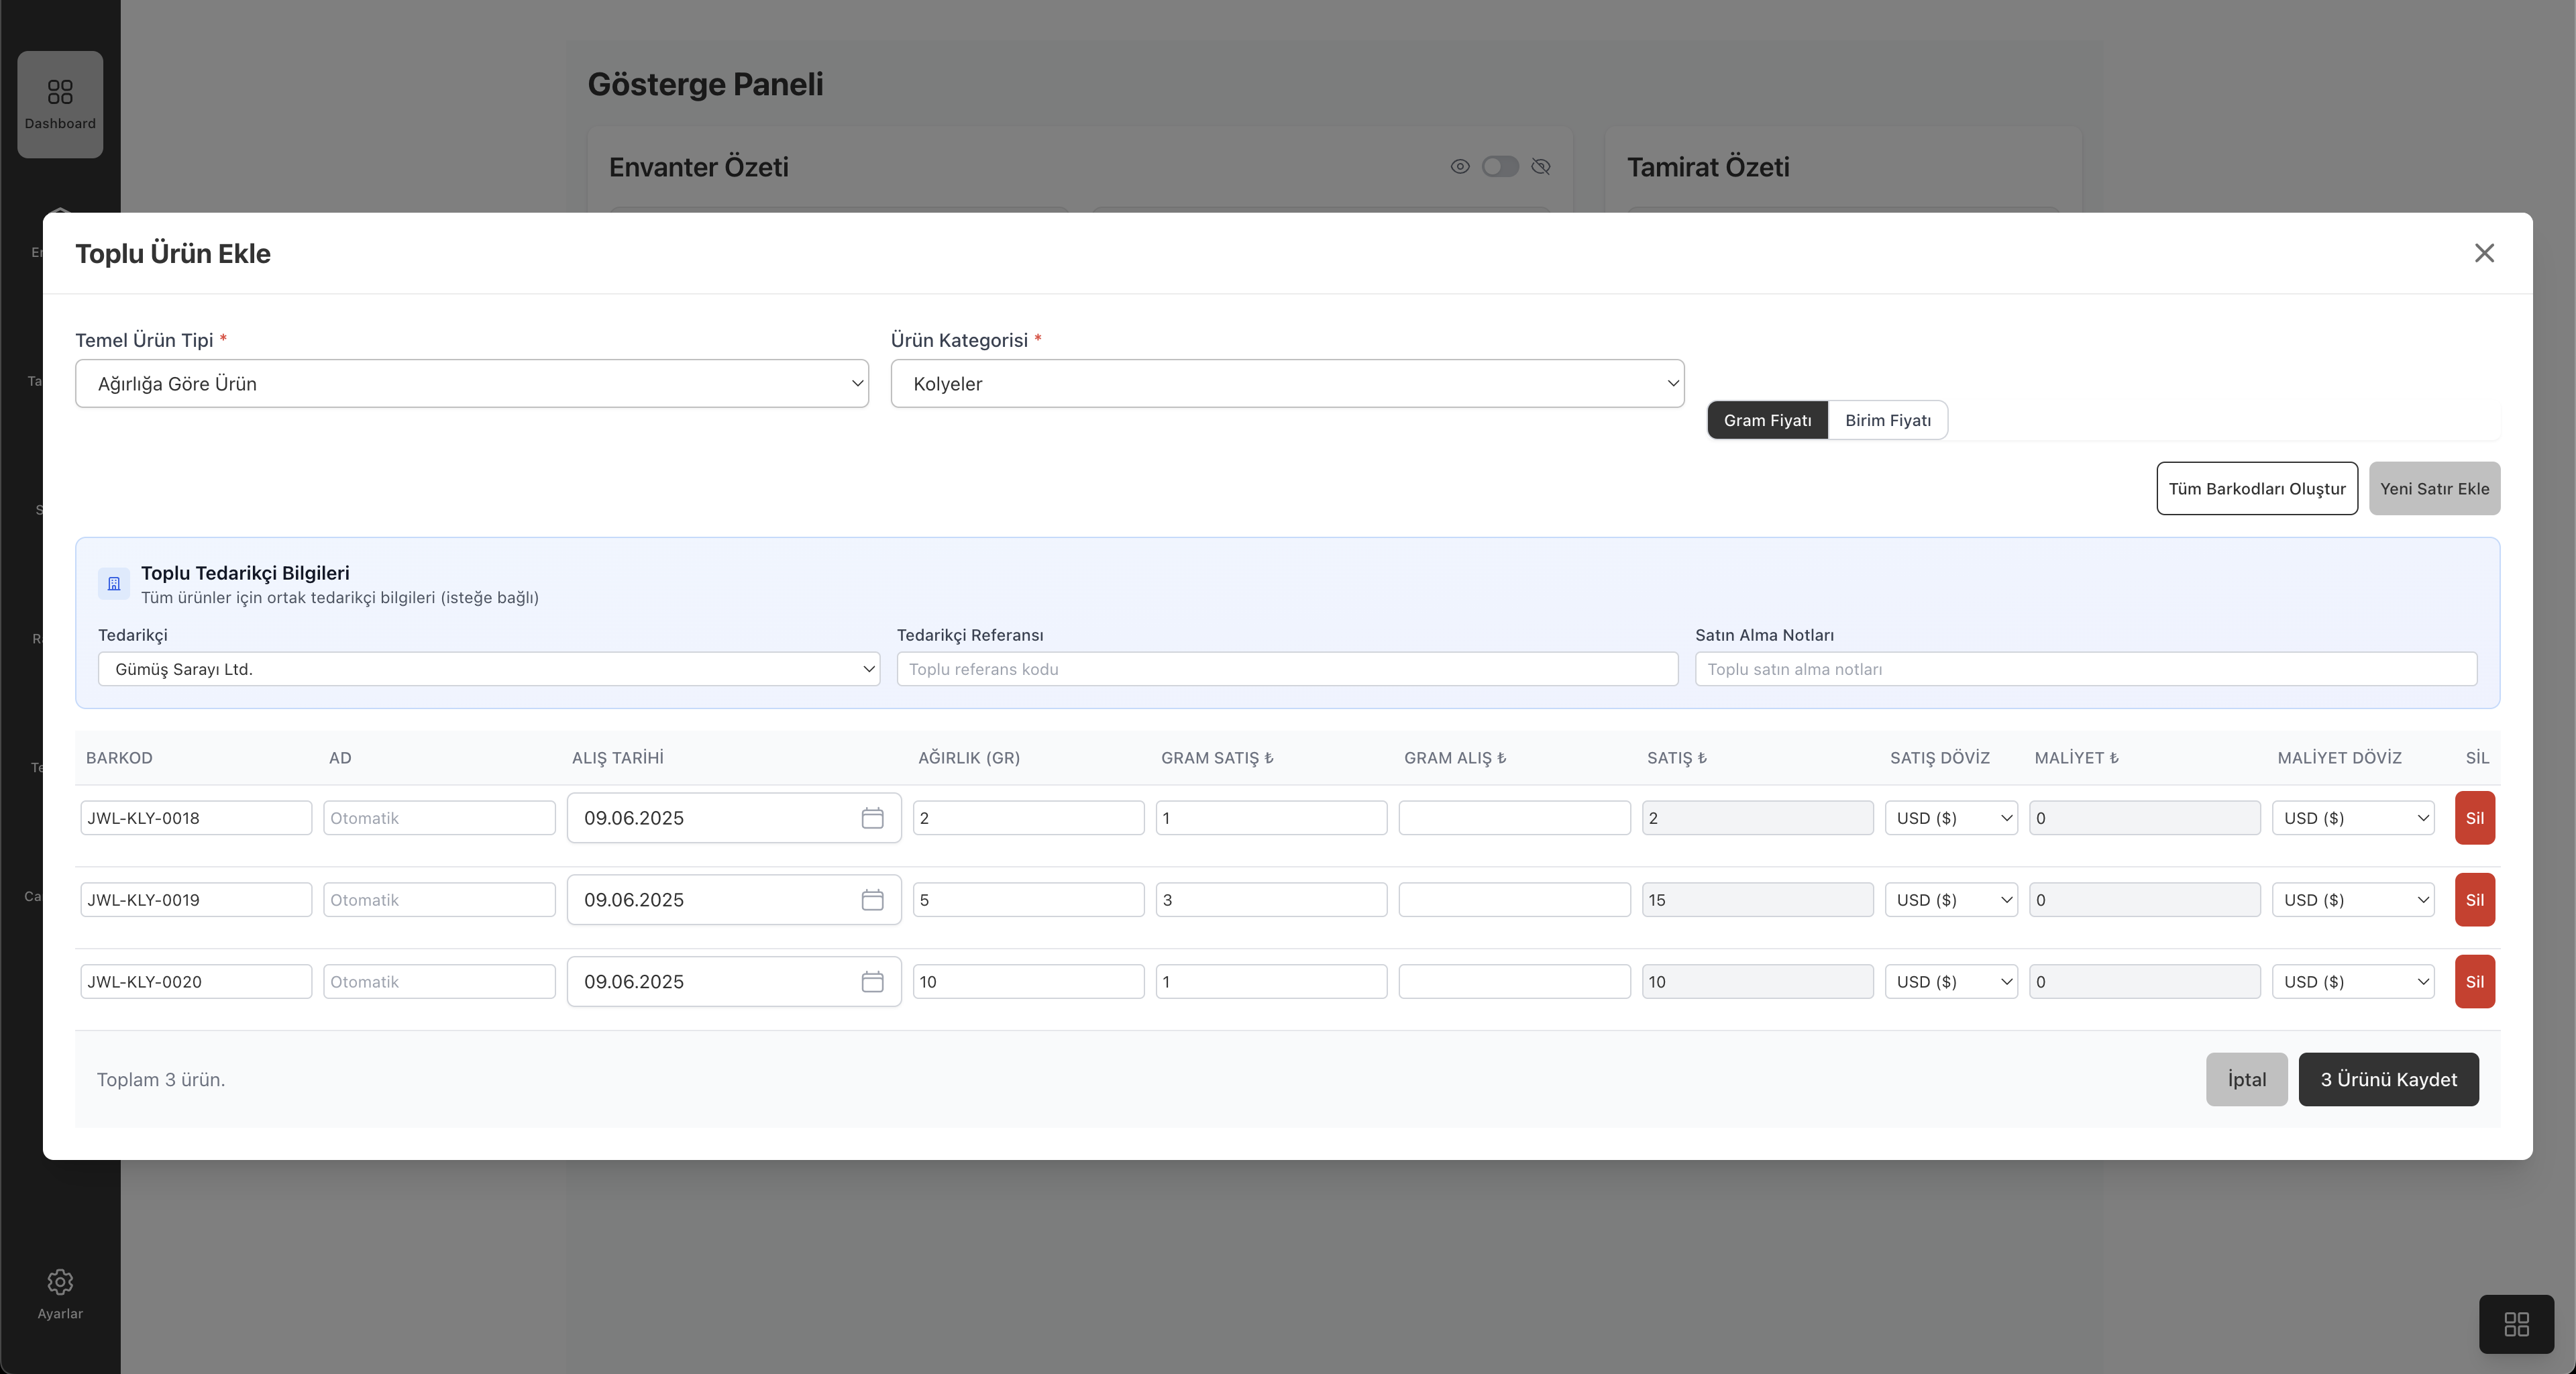 Dashboard
Gösterge Paneli
Envanter Özeti
Tamirat Özeti
Toplu Ürün Ekle
Temel Ürün Tipi *
Ürün Kategorisi *
Ağırlığa Göre Ürün
Kolyeler
Gram Fiyatı
Birim Fiyatı
Tüm Barkodları Oluştur
Yeni Satır Ekle
Toplu Tedarikçi Bilgileri
Tüm ürünler için ortak tedarikçi bilgileri (isteğe bağlı)
Tedarikçi
Tedarikçi Referansı
Satın Alma Notları
Gümüş Sarayı Ltd.
Toplu referans kodu
Toplu satın alma notları
BARKOD AD ALIŞ TARİHİ AĞIRLIK (GR) GRAM SATIŞ ₺ GRAM ALIŞ ₺ SATIŞ ₺ SATIŞ DÖVİZ MALİYET ₺ MALİYET DÖVİZ SİL
JWL-KLY-0018 Otomatik 09.06.2025 2 1 2 USD ($) 0 USD ($) Sil
JWL-KLY-0019 Otomatik 09.06.2025 5 3 15 USD ($) 0 USD ($) Sil
JWL-KLY-0020 Otomatik 09.06.2025 10 1 10 USD ($) 0 USD ($) Sil
Toplam 3 ürün.
İptal
3 Ürünü Kaydet
Ayarlar